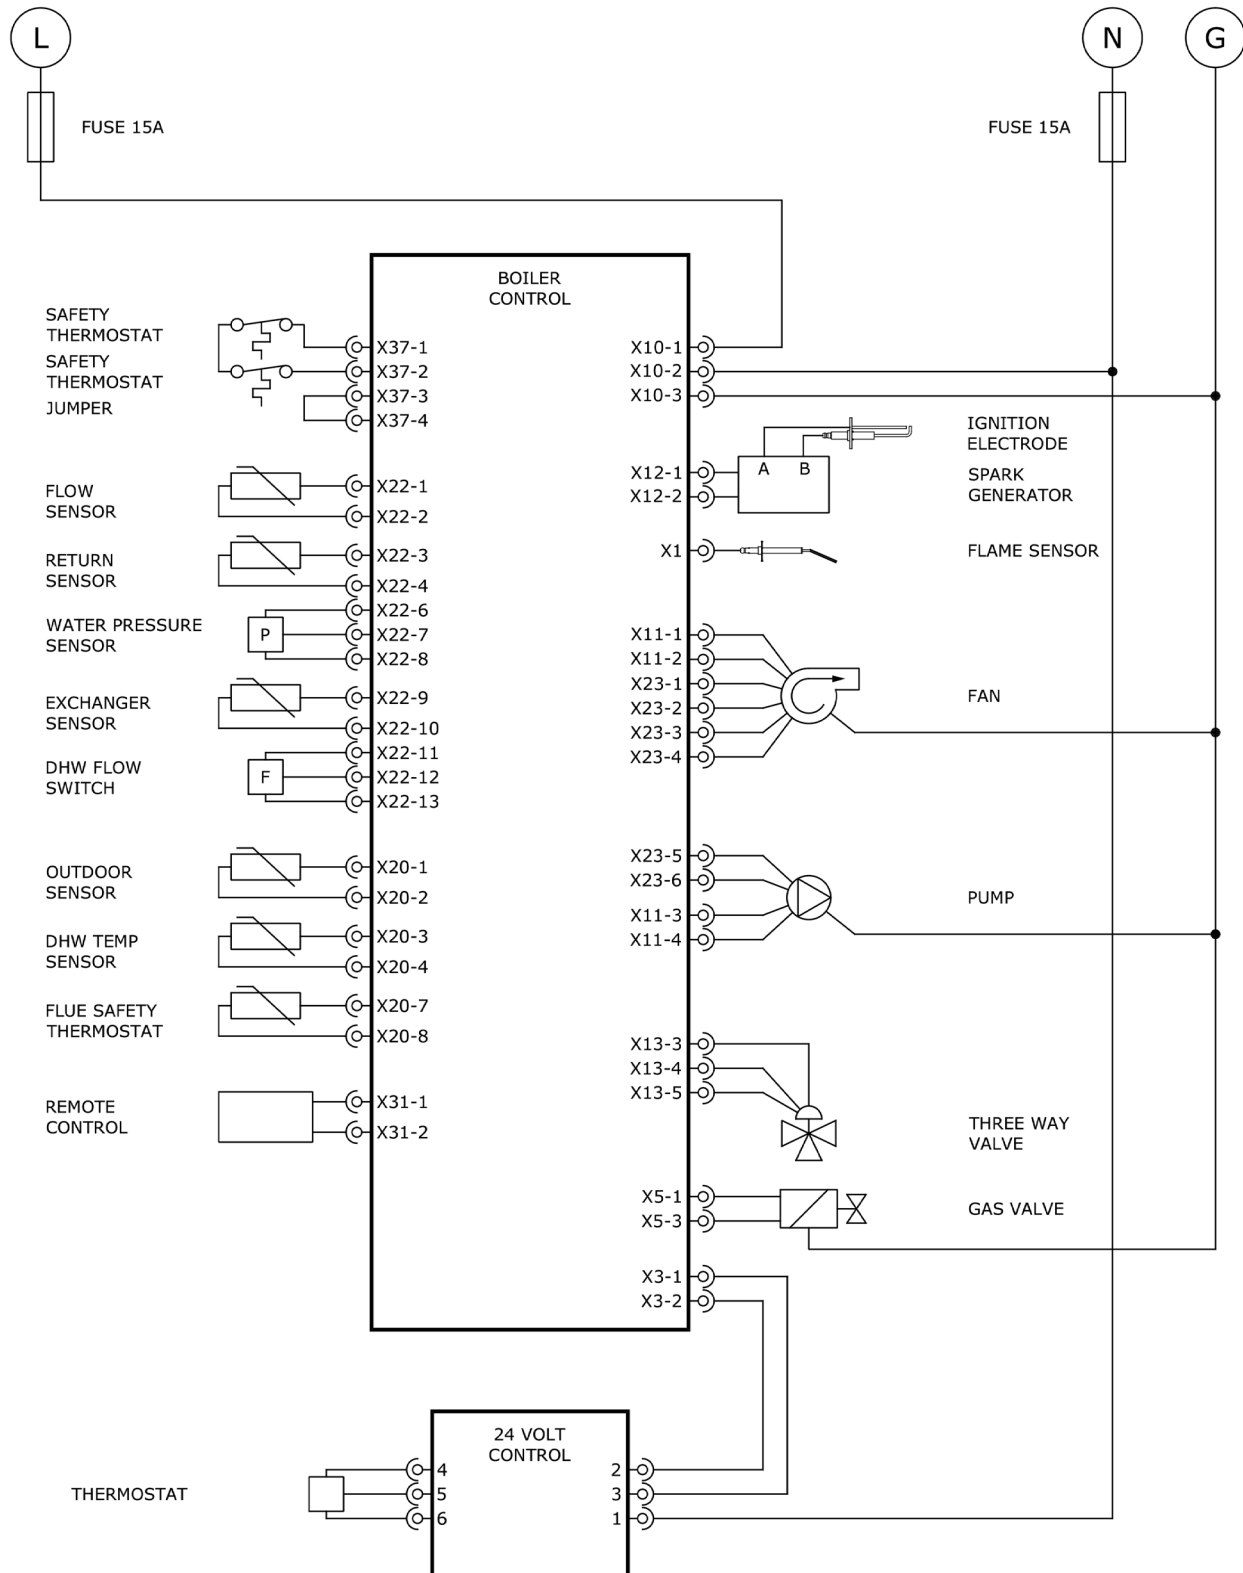 L
N
G
FUSE 15A
FUSE 15A
BOILER
CONTROL
SAFETY
THERMOSTAT
SAFETY
THERMOSTAT
JUMPER
X37-1
X37-2
X37-3
X37-4
FLOW
SENSOR
X22-1
X22-2
RETURN
SENSOR
X22-3
X22-4
WATER PRESSURE
SENSOR
P
X22-6
X22-7
X22-8
EXCHANGER
SENSOR
X22-9
X22-10
DHW FLOW
SWITCH
F
X22-11
X22-12
X22-13
OUTDOOR
SENSOR
X20-1
X20-2
DHW TEMP
SENSOR
X20-3
X20-4
FLUE SAFETY
THERMOSTAT
X20-7
X20-8
REMOTE
CONTROL
X31-1
X31-2
X10-1
X10-2
X10-3
IGNITION
ELECTRODE
X12-1
X12-2
A B
SPARK
GENERATOR
X1
FLAME SENSOR
X11-1
X11-2
X23-1
X23-2
X23-3
X23-4
FAN
X23-5
X23-6
X11-3
X11-4
PUMP
X13-3
X13-4
X13-5
THREE WAY
VALVE
X5-1
X5-3
GAS VALVE
X3-1
X3-2
24 VOLT
CONTROL
THERMOSTAT
4
5
6
2
3
1